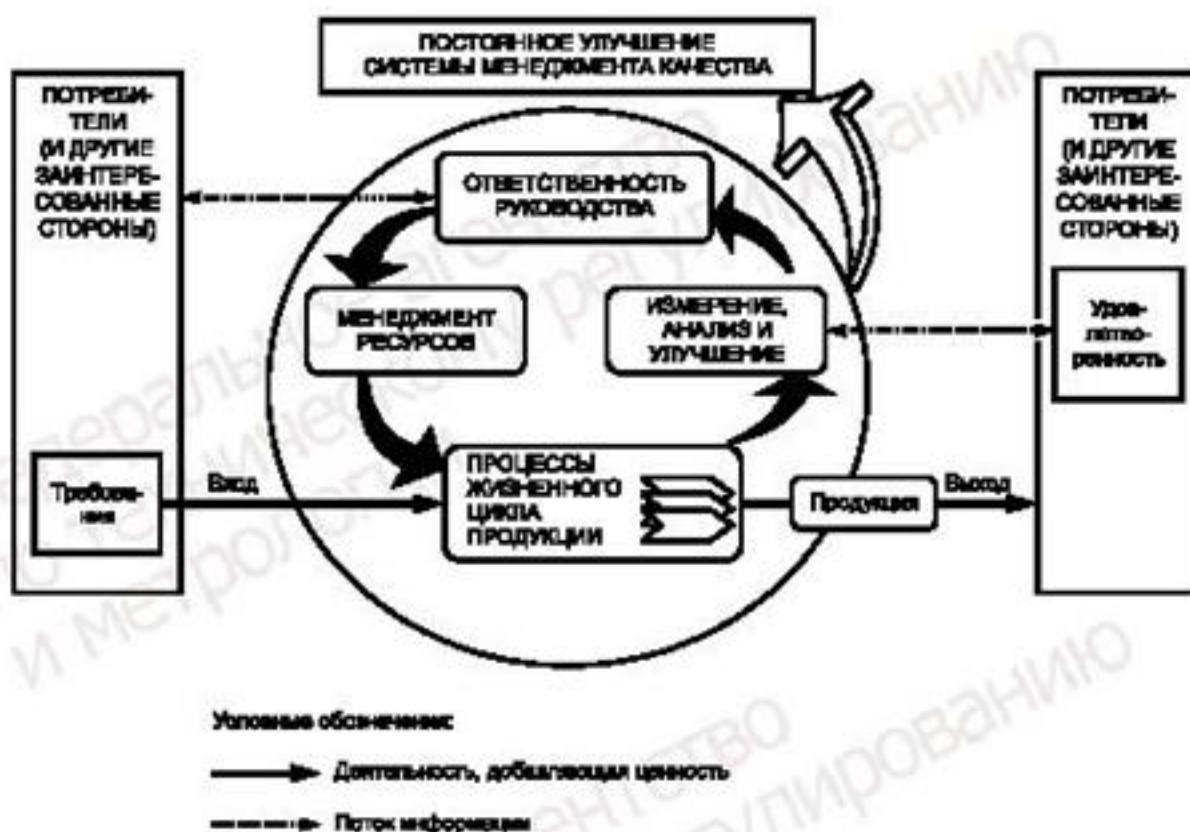 ПОСТОЯННОЕ УЛУЧШЕНИЕ
СИСТЕМЫ МЕНЕДЖМЕНТА КАЧЕСТВА
ПОТРЕБИ-
ТЕЛИ
(И ДРУГИЕ
ЗАИНТЕРЕ-
СОВАННЫЕ
СТОРОНЫ)
ПОТРЕБИ-
ТЕЛИ
(И ДРУГИЕ
ЗАИНТЕРЕ-
СОВАННЫЕ
СТОРОНЫ)
ОТВЕТСТВЕННОСТЬ
РУКОВОДСТВА
МЕНЕДЖМЕНТ
РЕСУРСОВ
ИЗМЕРЕНИЕ,
АНАЛИЗ И
УЛУЧШЕНИЕ
Удов-
летво-
ренность
Требова-
ния
Вход
ПРОЦЕССЫ
ЖИЗНЕННОГО
ЦИКЛА
ПРОДУКЦИИ
Продукция
Выход
Условные обозначения:
Деятельность, добавляющая ценность
Поток информации
и метрологии